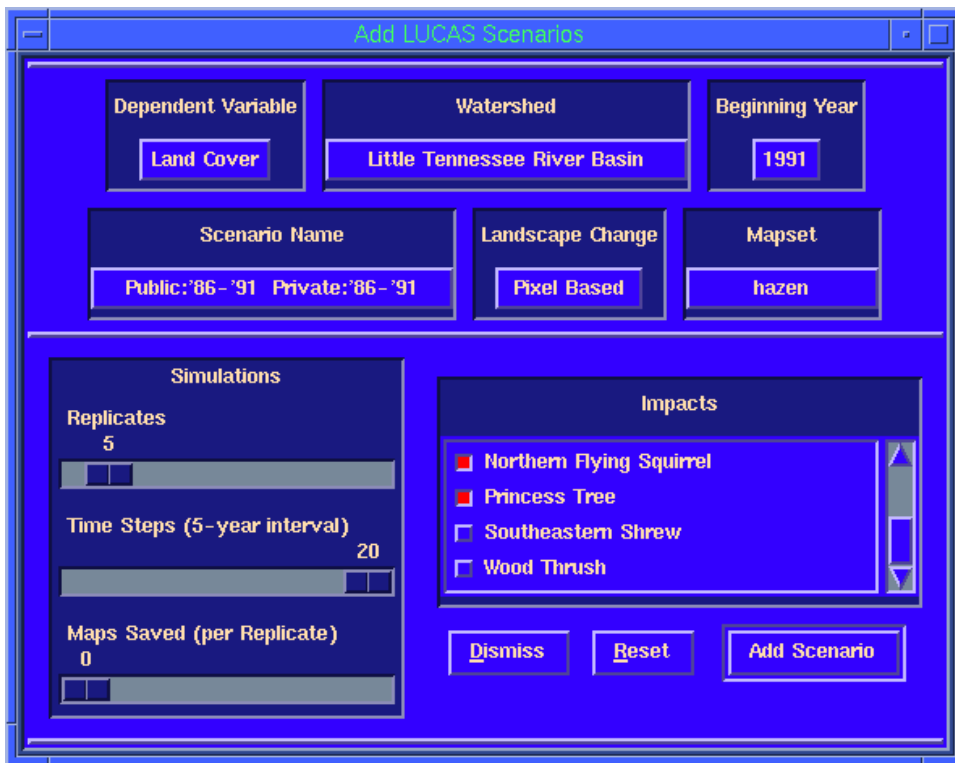 Add LUCAS Scenarios
Dependent Variable
Land Cover
Watershed
Little Tennessee River Basin
Beginning Year
1991
Scenario Name
Public:'86-'91 Private:'86-'91
Landscape Change
Pixel Based
Mapset
hazen
Simulations
Replicates
5
Time Steps (5-year interval)
20
Maps Saved (per Replicate)
0
Impacts
Northern Flying Squirrel
Princess Tree
Southeastern Shrew
Wood Thrush
Dismiss
Reset
Add Scenario